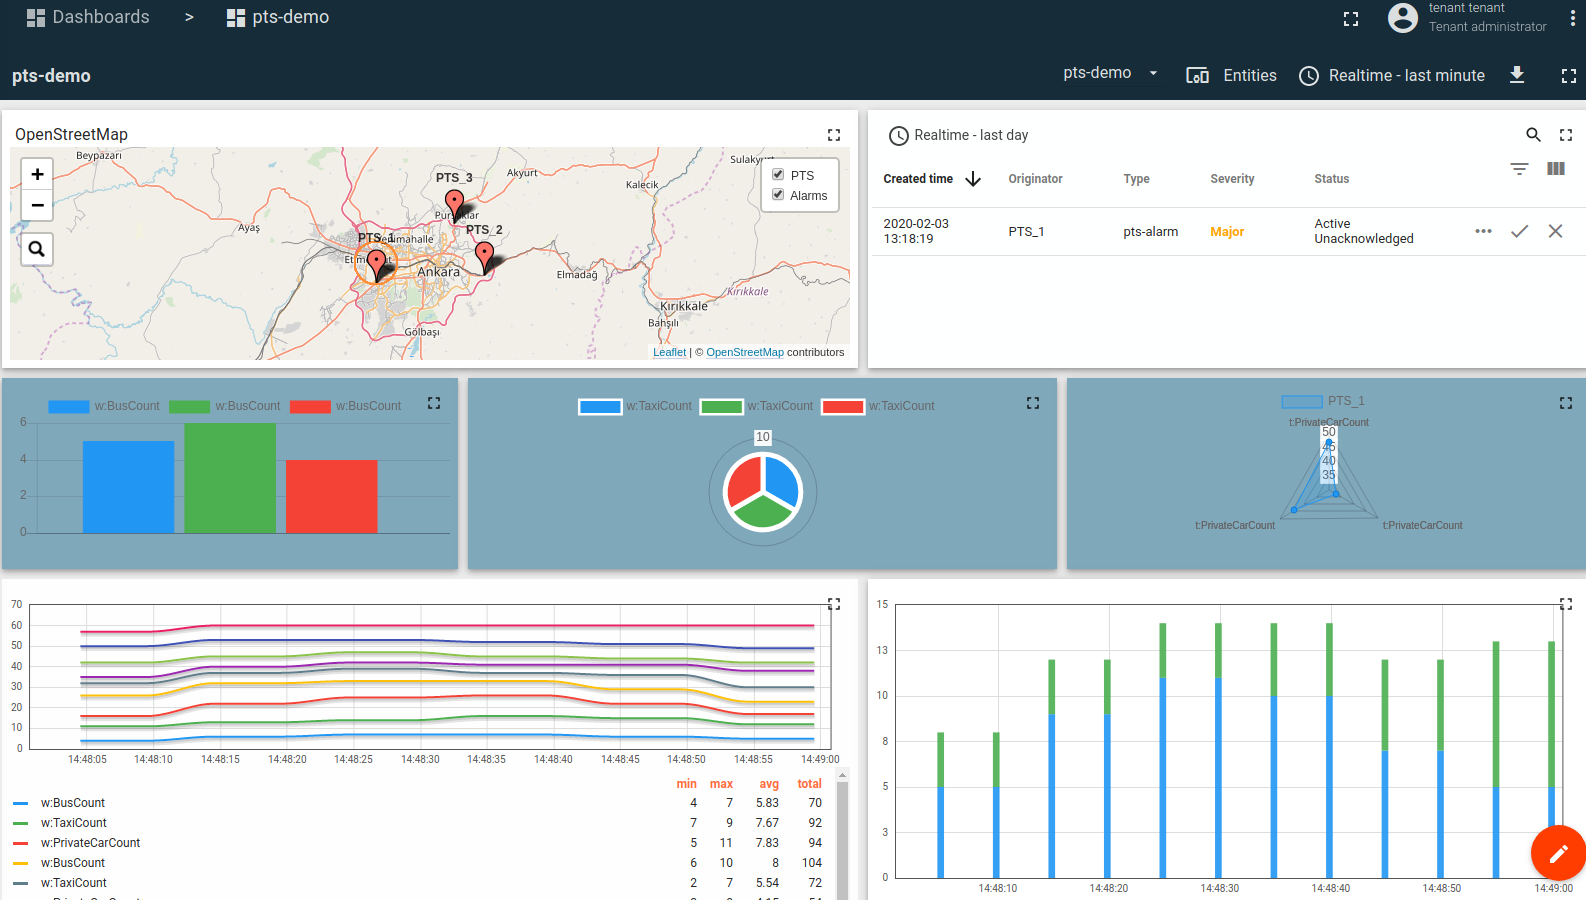 Dashboards > pts-demo
tenant tenant
Tenant administrator
pts-demo
pts-demo Entities Realtime - last minute
OpenStreetMap
+
−
Beypazarı
Ayaş
PTS_3
Akyurt
Kalecik
PTS_2
PTS_1
Ankara
Elmadağ
Kırıkkale
Kırıkkale
Bahşılı
Gölbaşı
PTS
Alarms
Leaflet | © OpenStreetMap contributors
Realtime - last day
Created time Originator Type Severity Status
2020-02-03
13:18:19
PTS_1 pts-alarm Major
Active
Unacknowledged
w:BusCount w:BusCount w:BusCount
6
4
2
0
w:TaxiCount w:TaxiCount w:TaxiCount
10
PTS_1
t:PrivateCarCount
50
45
40
35
t:PrivateCarCount t:PrivateCarCount
70
60
50
40
30
20
10
0
14:48:05 14:48:10 14:48:15 14:48:20 14:48:25 14:48:30 14:48:35 14:48:40 14:48:45 14:48:50 14:48:55 14:49:00
min max avg total
w:BusCount 4 7 5.83 70
w:TaxiCount 7 9 7.67 92
w:PrivateCarCount 5 11 7.83 94
w:BusCount 6 10 8 104
w:TaxiCount 2 7 5.54 72
15
13
10
8
5
3
0
14:48:10 14:48:20 14:48:30 14:48:40 14:48:50 14:49:00